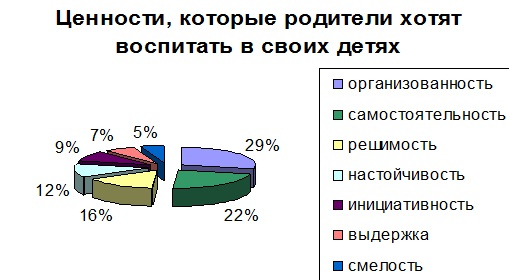 Ценности, которые родители хотят
воспитать в своих детях
организованность
самостоятельность
решимость
настойчивость
инициативность
выдержка
смелость
5%
7%
9%
29%
12%
16%
22%